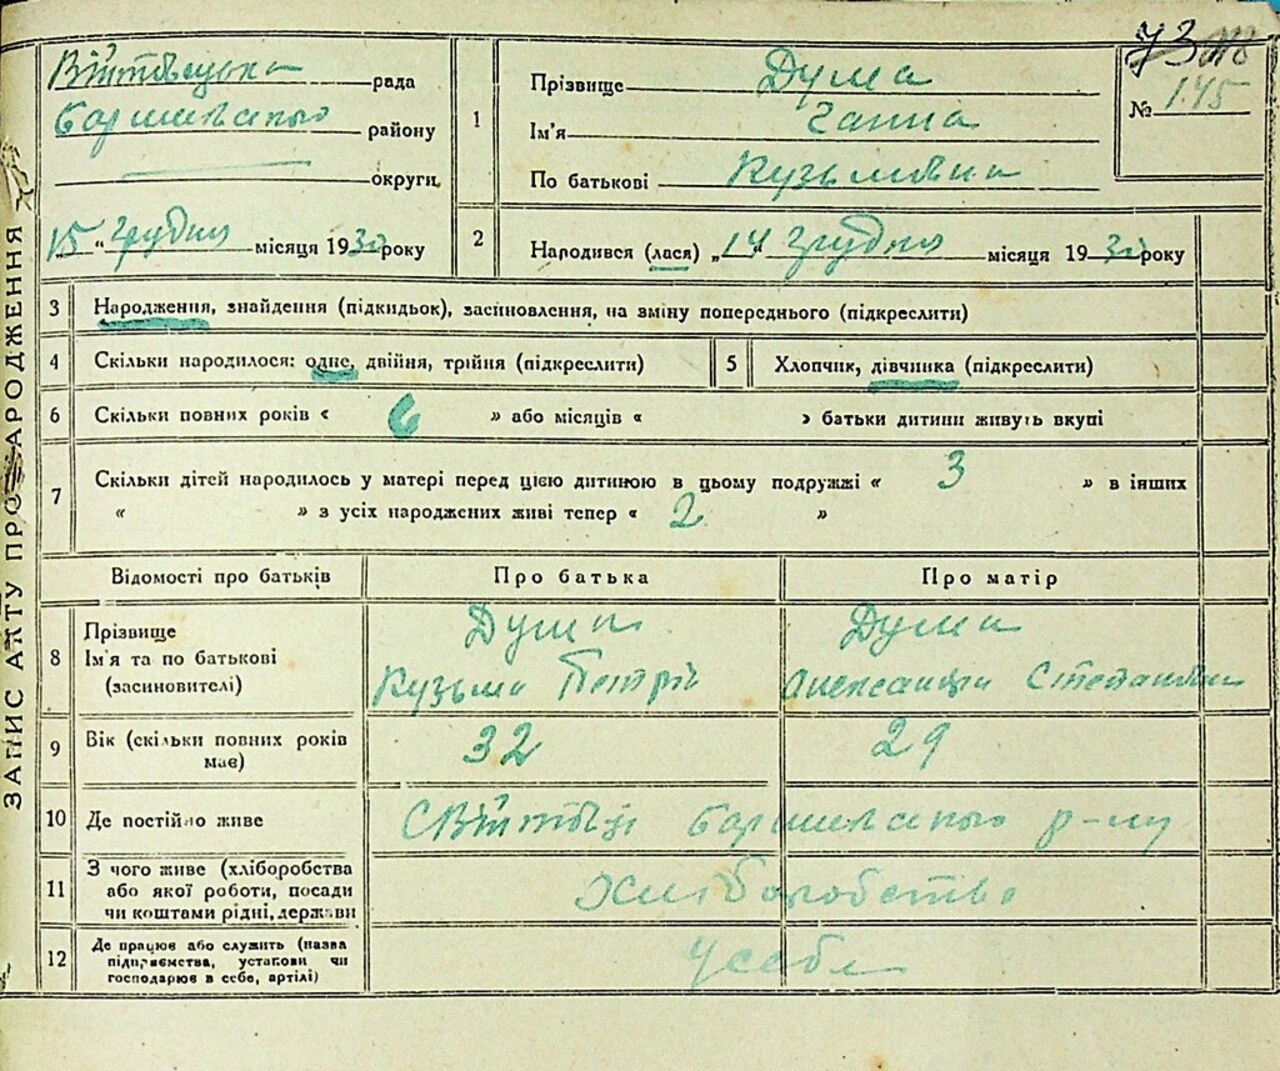 ЗАПИС АКТУ ПРО НАРОДЖЕННЯ
73
Війтовецька рада
Баришевського району
округи
15 „ грудня місяця 1930 року
№ 145
1
Прізвище Дума
Ім'я Ганна
По батькові Кузьмівна
2
Народився (лася) „14 грудня місяця 1930 року
3 Народження, знайдення (підкидьок), засиновлення, на зміну попереднього (підкреслити)
4 Скільки народилося: одне, двійня, трійня (підкреслити)
5 Хлопчик, дівчинка (підкреслити)
6 Скільки повних років « 6 » або місяців « » батьки дитини живуть вкупі
7 Скільки дітей народилось у матері перед цією дитиною в цьому подружжі « 3 » в інших
« » з усіх народжених живі тепер « 2 »
Відомості про батьків Про батька Про матір
8
Прізвище
Ім'я та по батькові
(засиновителі)
Дума
Кузьма
Дума
Олександра Степанівна
9
Вік (скільки повних років
має)
32
29
10 Де постійно живе
С Війтівці Баришевського р-ну
11
З чого живе (хліборобства
або якої роботи, посади
чи коштами рідні, держави
Хліборобство
12
Де працює або служить (назва
підприємства, установи чи
господарює в себе, артілі)
У себе